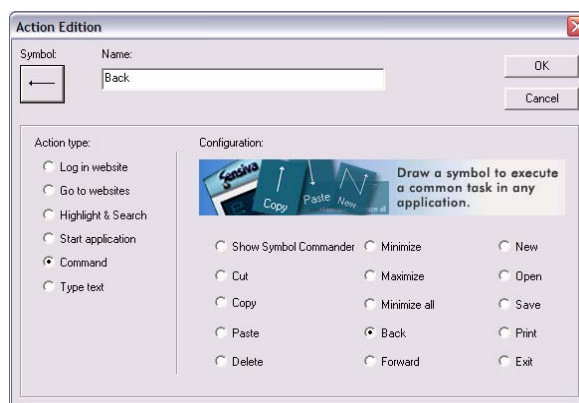 Action Edition
Symbol:
Name:
Back
OK
Cancel
Action type:
Log in website
Go to websites
Highlight & Search
Start application
Command
Type text
Configuration:
Sensiva
Copy
Paste
New
Draw a symbol to execute
a common task in any
application.
Show Symbol Commander
Minimize
New
Cut
Maximize
Open
Copy
Minimize all
Save
Paste
Back
Print
Delete
Forward
Exit